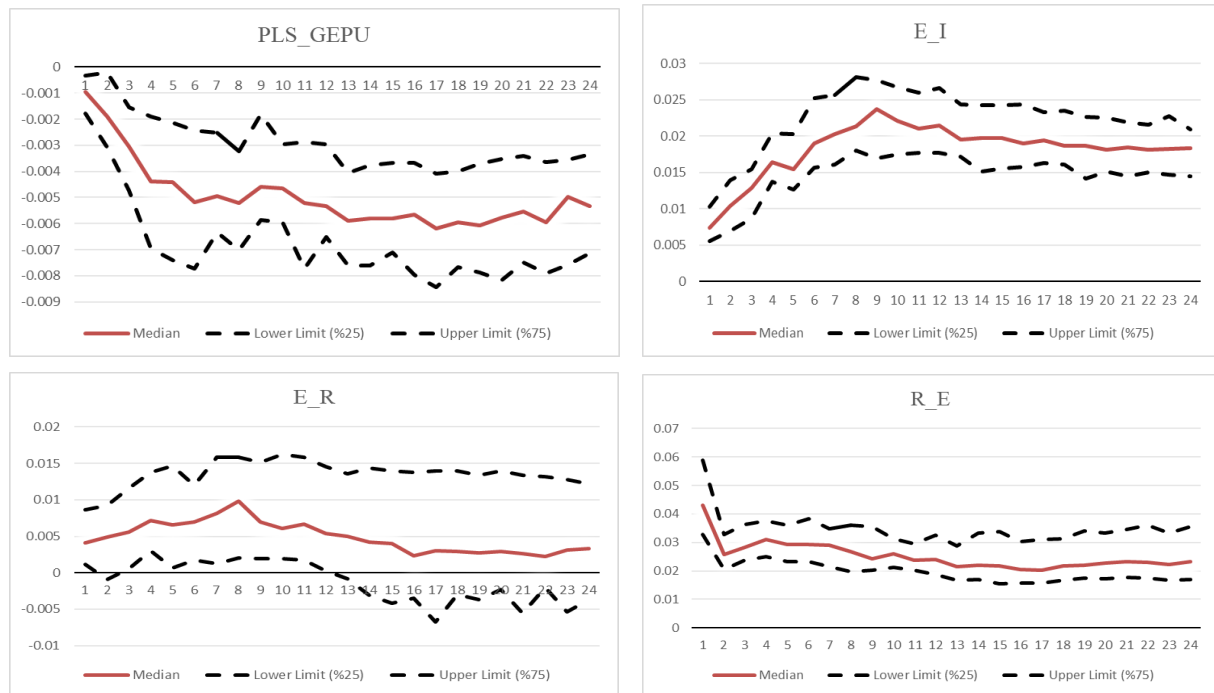 PLS_GEPU
0
1 2 3 4 5 6 7 8 9 10 11 12 13 14 15 16 17 18 19 20 21 22 23 24
-0.001
-0.002
-0.003
-0.004
-0.005
-0.006
-0.007
-0.008
-0.009
Median Lower Limit (%25) Upper Limit (%75)
E_I
0.03
0.025
0.02
0.015
0.01
0.005
0
1 2 3 4 5 6 7 8 9 10 11 12 13 14 15 16 17 18 19 20 21 22 23 24
Median Lower Limit (%25) Upper Limit (%75)
E_R
0.02
0.015
0.01
0.005
0
1 2 3 4 5 6 7 8 9 10 11 12 13 14 15 16 17 18 19 20 21 22 23 24
-0.005
-0.01
Median Lower Limit (%25) Upper Limit (%75)
R_E
0.07
0.06
0.05
0.04
0.03
0.02
0.01
0
1 2 3 4 5 6 7 8 9 10 11 12 13 14 15 16 17 18 19 20 21 22 23 24
Median Lower Limit (%25) Upper Limit (%75)